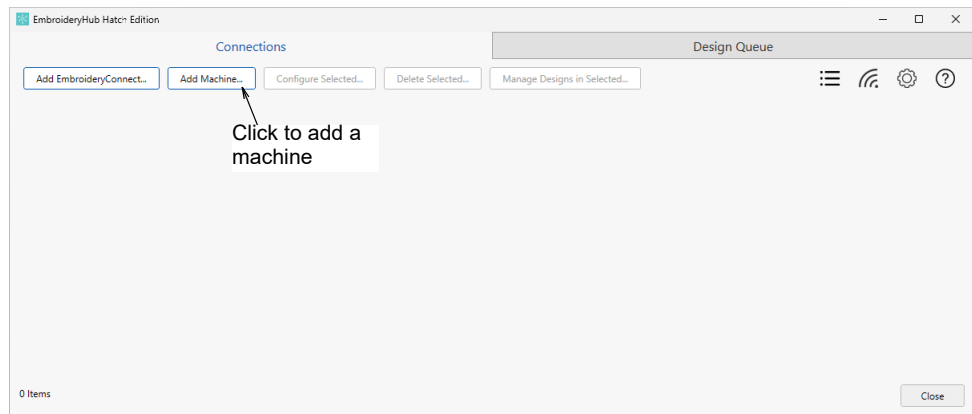 EmbroideryHub Hatch Edition
Connections
Design Queue
Add EmbroideryConnect...
Add Machine...
Configure Selected...
Delete Selected...
Manage Designs in Selected...
Click to add a
machine
0 Items
Close